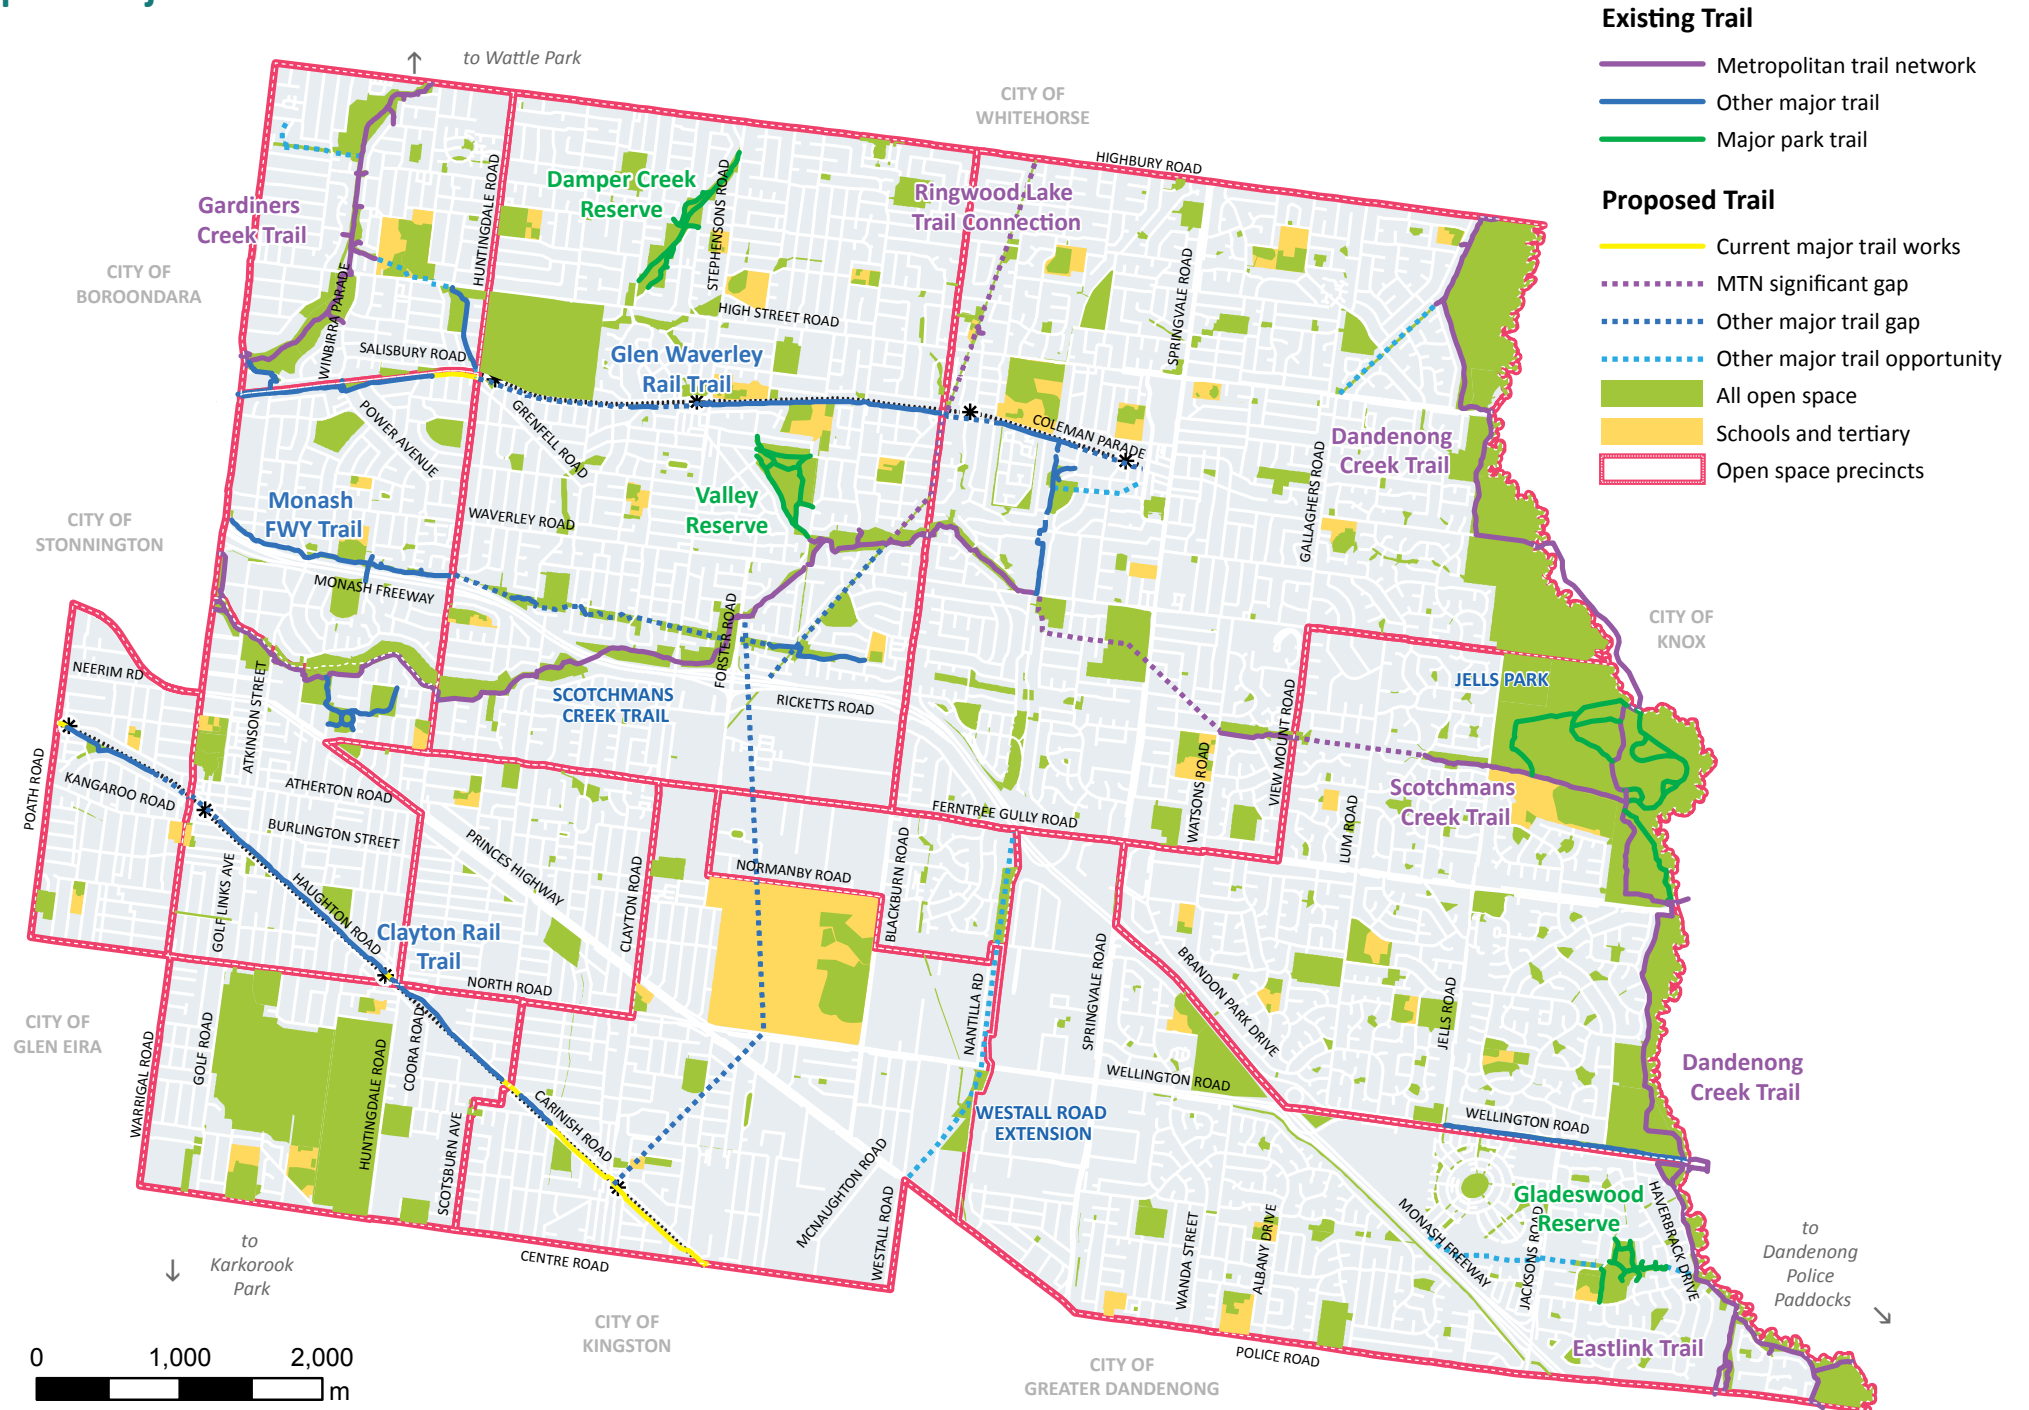 to Wattle Park
CITY OF
WHITEHORSE
HIGHBURY ROAD
Existing Trail
Metropolitan trail network
Other major trail
Major park trail
Proposed Trail
Current major trail works
MTN significant gap
Other major trail gap
Other major trail opportunity
All open space
Schools and tertiary
Open space precincts
Gardiners
Creek Trail
HUNTINGDALE ROAD
Damper Creek
Reserve
STEPHENSONS ROAD
Ringwood Lake
Trail Connection
CITY OF
BOROONDARA
WINBIRRA PARADE
SALISBURY ROAD
HIGH STREET ROAD
SPRINGVALE ROAD
Glen Waverley
Rail Trail
POWER AVENUE
GRENFELL ROAD
COLEMAN PARADE
Dandenong
Creek Trail
GALLAGHERS ROAD
CITY OF
STONNINGTON
Monash
FWY Trail
WAVERLEY ROAD
Valley
Reserve
MONASH FREEWAY
FORSTER ROAD
CITY OF
KNOX
NEERIM RD
ATKINSON STREET
SCOTCHMANS
CREEK TRAIL
RICKETTS ROAD
JELLS PARK
VIEW MOUNT ROAD
WATSONS ROAD
Scotchmans
Creek Trail
POATH ROAD
KANGAROO ROAD
ATHERTON ROAD
BURLINGTON STREET
PRINCES HIGHWAY
FERNTREE GULLY ROAD
LUM ROAD
GOLF LINKS AVE
HAUGHTON ROAD
CLAYTON ROAD
NORMANBY ROAD
BLACKBURN ROAD
Clayton Rail
Trail
NORTH ROAD
NANTILLA RD
SPRINGVALE ROAD
BRANDON PARK DRIVE
JELLS ROAD
CITY OF
GLEN EIRA
WARRIGAL ROAD
GOLF ROAD
HUNTINGDALE ROAD
COORA ROAD
SCOTSBURN AVE
CARINISH ROAD
WELLINGTON ROAD
WESTALL ROAD
EXTENSION
WELLINGTON ROAD
Dandenong
Creek Trail
MCNAUGHTON ROAD
WESTALL ROAD
WANDA STREET
ALBANY DRIVE
MONASH FREEWAY
JACKSONS ROAD
Gladeswood
Reserve
HAVERBRACK DRIVE
to
Dandenong
Police
Paddocks
to
Karkorook
Park
CENTRE ROAD
CITY OF
KINGSTON
CITY OF
GREATER DANDENONG
POLICE ROAD
Eastlink Trail
0 1,000 2,000
m